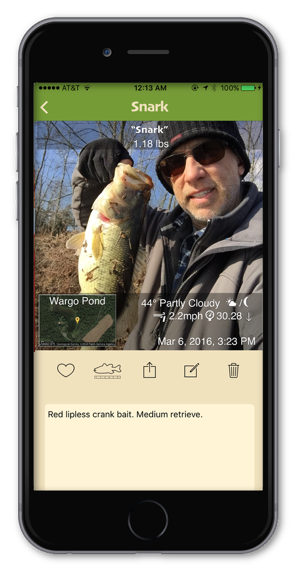 AT&T 12:13 AM 100%
Snark
"Snark"
1.18 lbs
Wargo Pond
44° Partly Cloudy /
2.2mph 30.28 ↓
Mar 6, 2016, 3:23 PM
Red lipless crank bait. Medium retrieve.